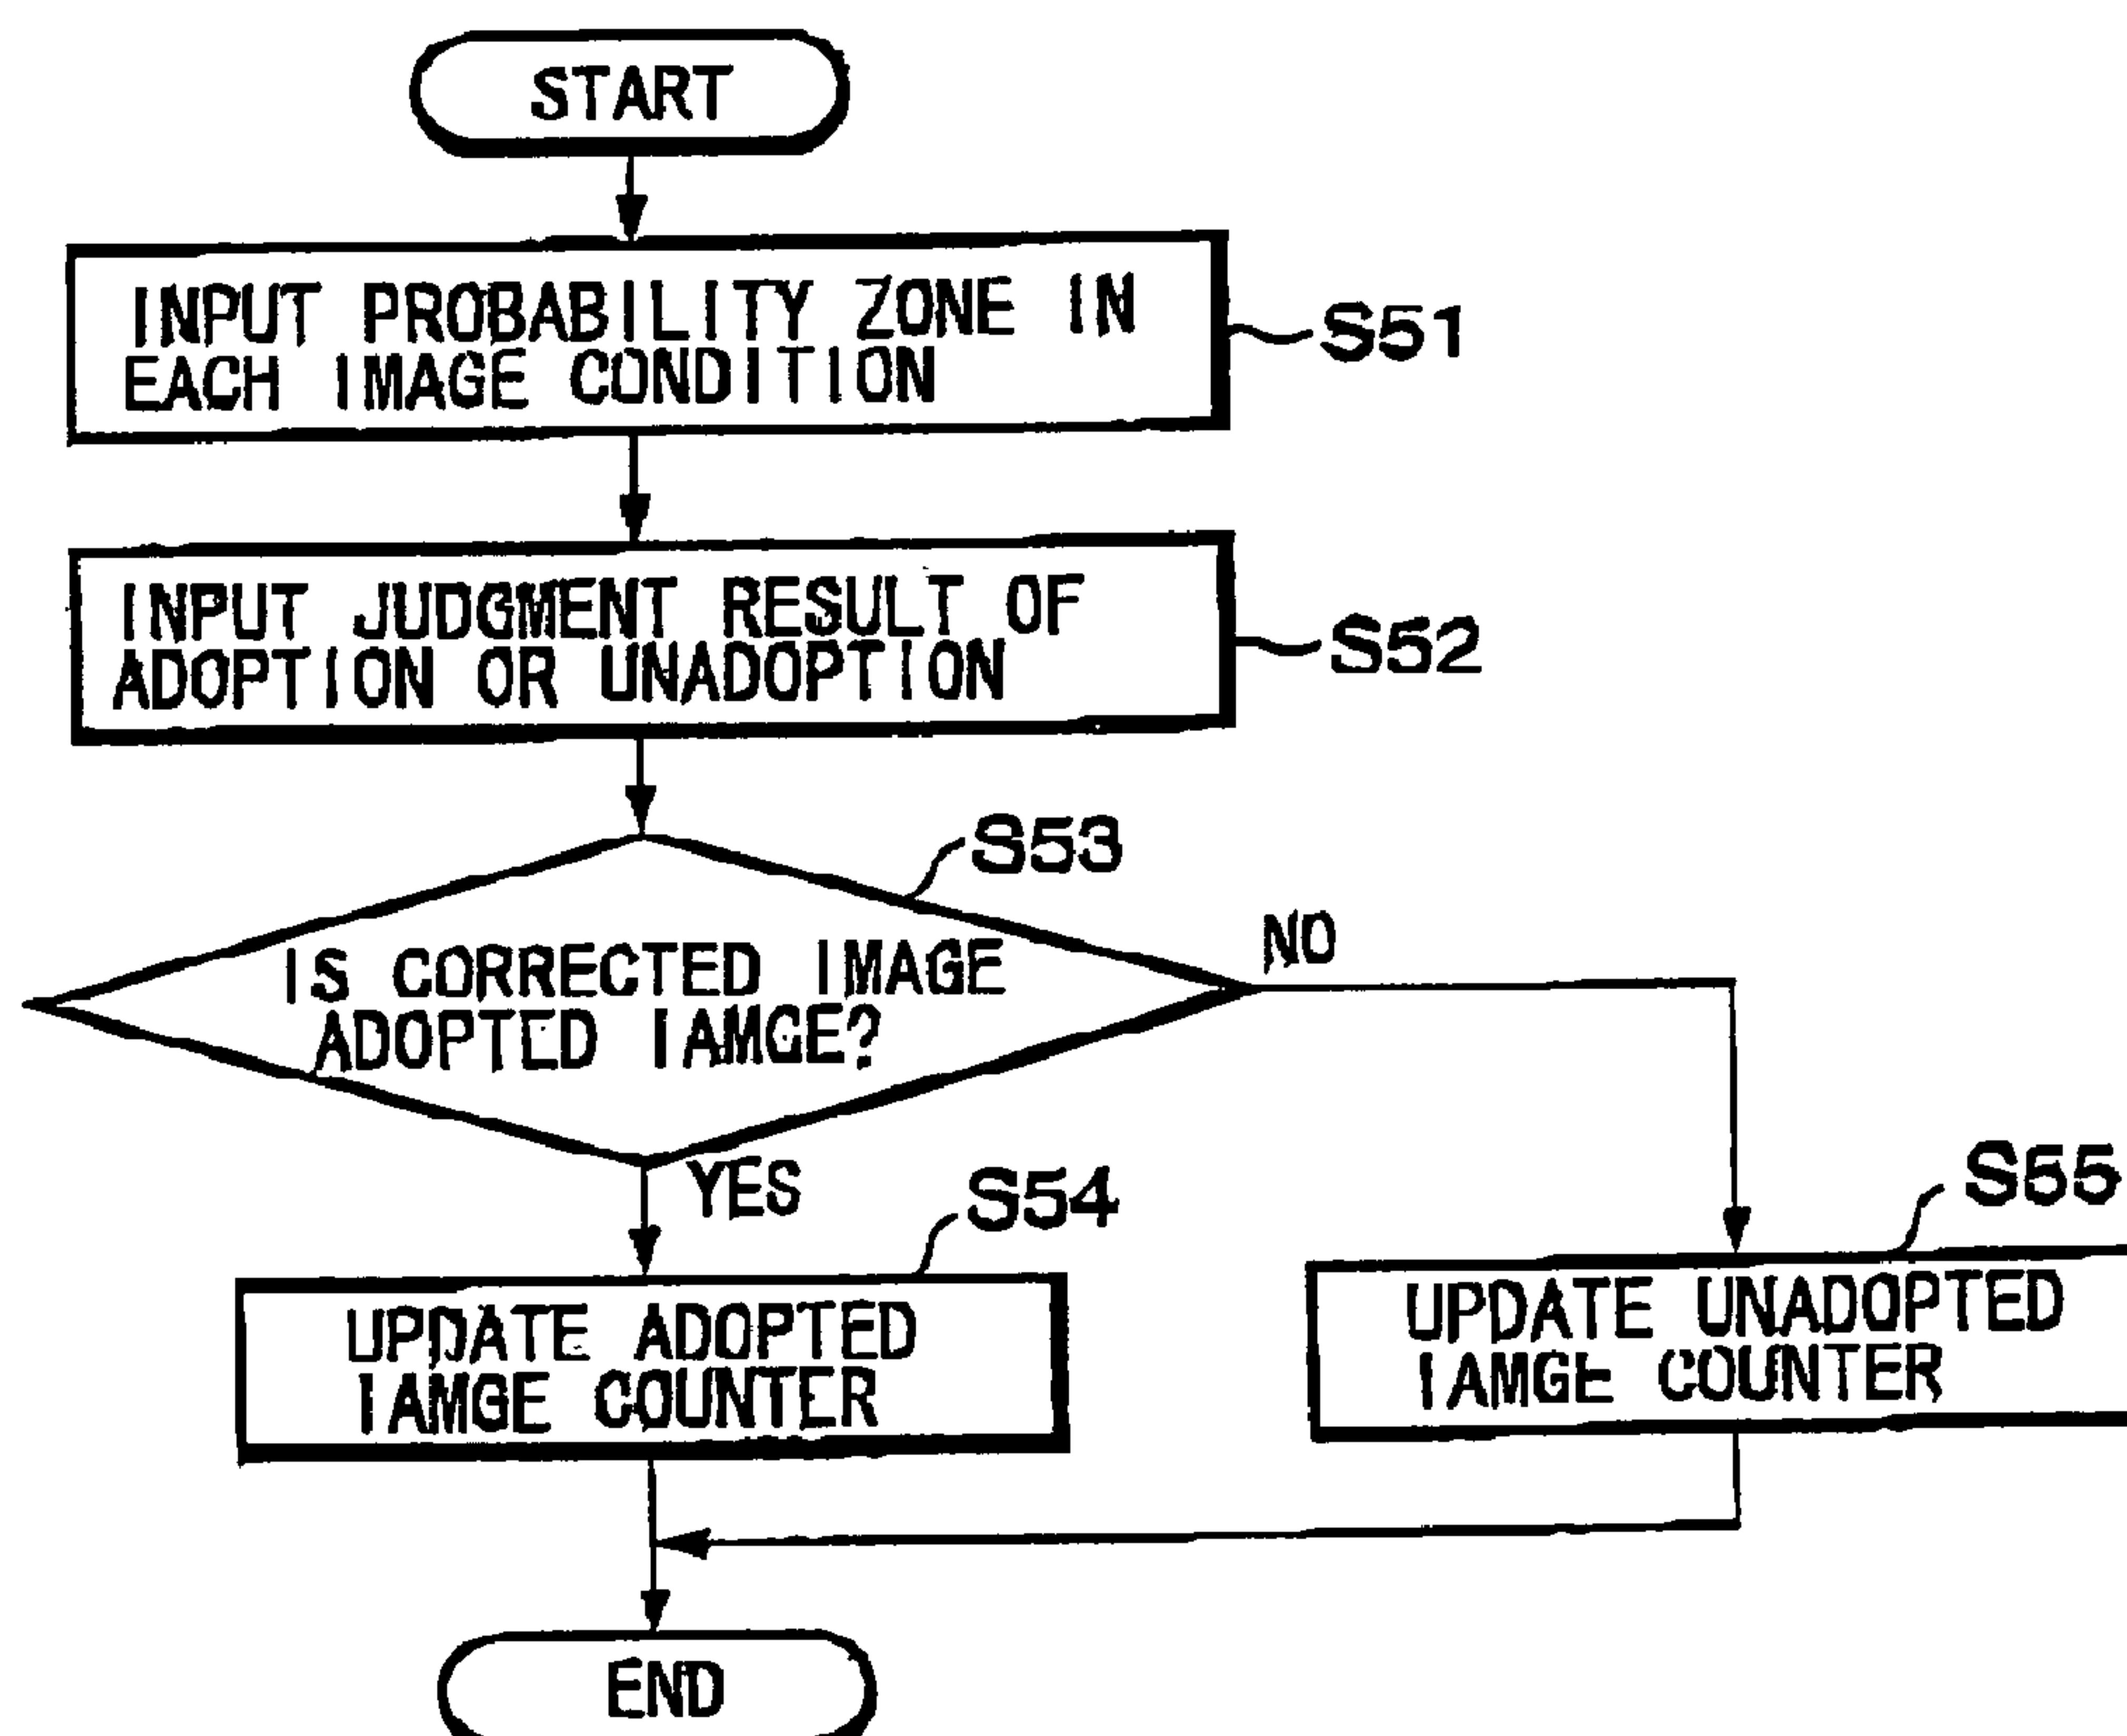 START
INPUT PROBABILITY ZONE IN
EACH IMAGE CONDITION
S51
INPUT JUDGMENT RESULT OF
ADOPTION OR UNADOPTION
S52
S53
IS CORRECTED IMAGE
ADOPTED IAMGE?
NO
YES
S54
UPDATE ADOPTED
IAMGE COUNTER
S55
UPDATE UNADOPTED
IAMGE COUNTER
END